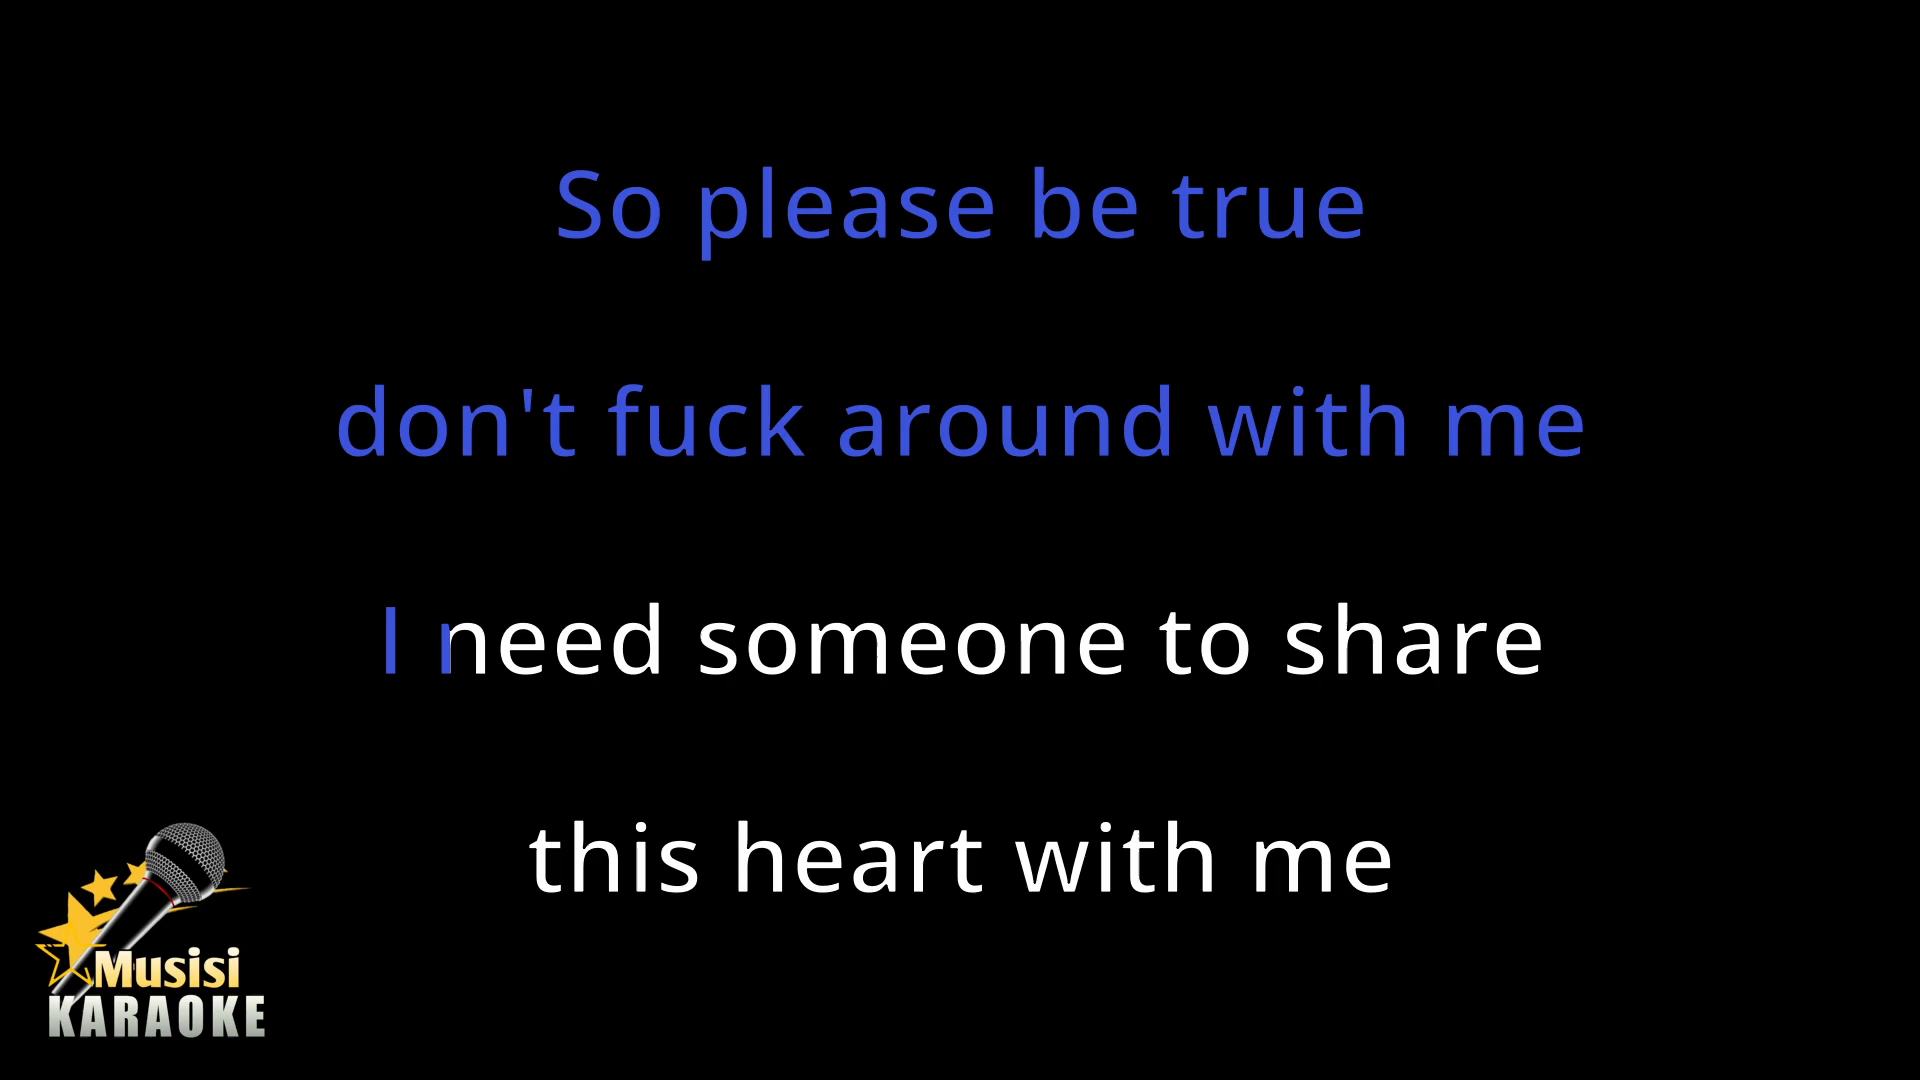 So please be true
don't fuck around with me
I need someone to share
this heart with me
Musisi
KARAOKE